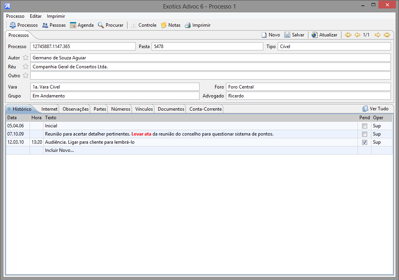 Exotics Advoc 6 - Processo 1
Processo Editar Imprimir
Processos Pessoas Agenda Procurar Controle Notas Imprimir
Processos Novo Salvar Atualizar 1/1
Processo 12745887.1147.365 Pasta 5478 Tipo Cível
Autor Germano de Souza Aguiar
Réu Companhia Geral de Consertos Ltda.
Outro
Vara 1a. Vara Cível Foro Foro Central
Grupo Em Andamento Advogado Ricardo
Histórico Internet Observações Partes Números Vínculos Documentos Conta-Corrente Ver Tudo
Data Hora Texto Pend Oper
05.04.06 Inicial Sup
07.10.09 Reunião para acertar detalher pertinentes. Levar ata da reunião do conselho para questionar sistema de pontos. Sup
12.03.10 13.00 Audiência. Ligar para cliente para lembrá-lo Sup
Incluir Novo...